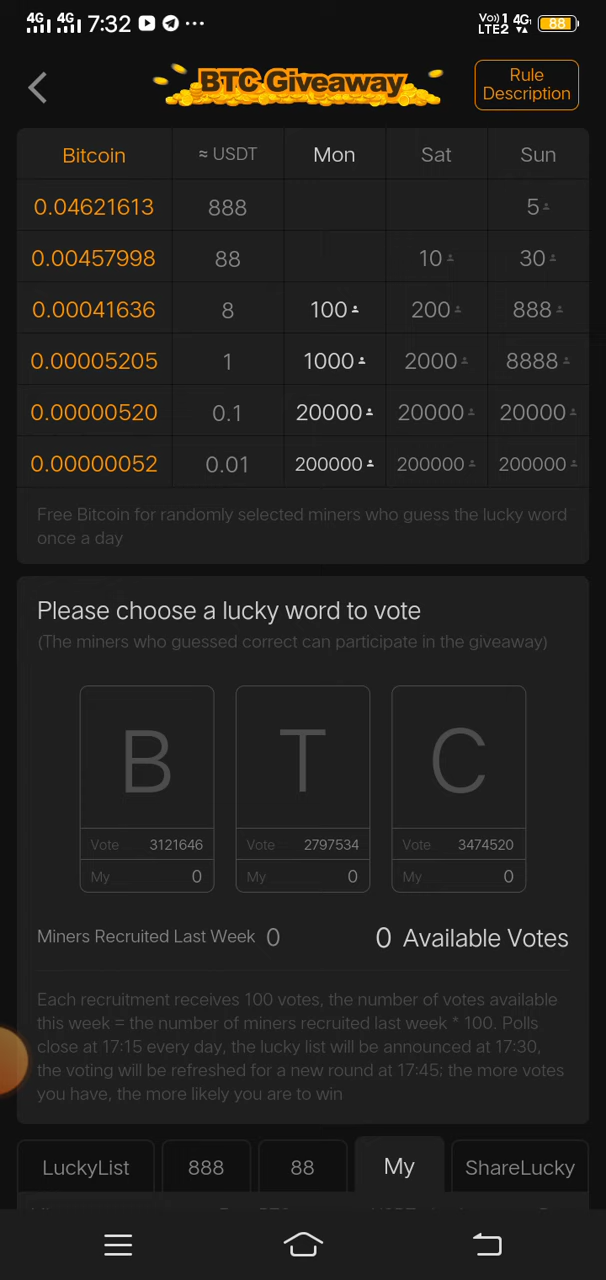 4G 4G 7:32 Vo) 1 4G 88
LTE2
BTC Giveaway
Rule
Description
Bitcoin ≈ USDT Mon Sat Sun
0.04621613 888 5
0.00457998 88 10 30
0.00041636 8 100 200 888
0.00005205 1 1000 2000 8888
0.00000520 0.1 20000 20000 20000
0.00000052 0.01 200000 200000 200000
Free Bitcoin for randomly selected miners who guess the lucky word
once a day
Please choose a lucky word to vote
(The miners who guessed correct can participate in the giveaway)
B T C
Vote 3121646 Vote 2797534 Vote 3474520
My 0 My 0 My 0
Miners Recruited Last Week 0 0 Available Votes
Each recruitment receives 100 votes, the number of votes available
this week = the number of miners recruited last week * 100. Polls
close at 17:15 every day, the lucky list will be announced at 17:30,
the voting will be refreshed for a new round at 17:45; the more votes
you have, the more likely you are to win
LuckyList 888 88 My ShareLucky